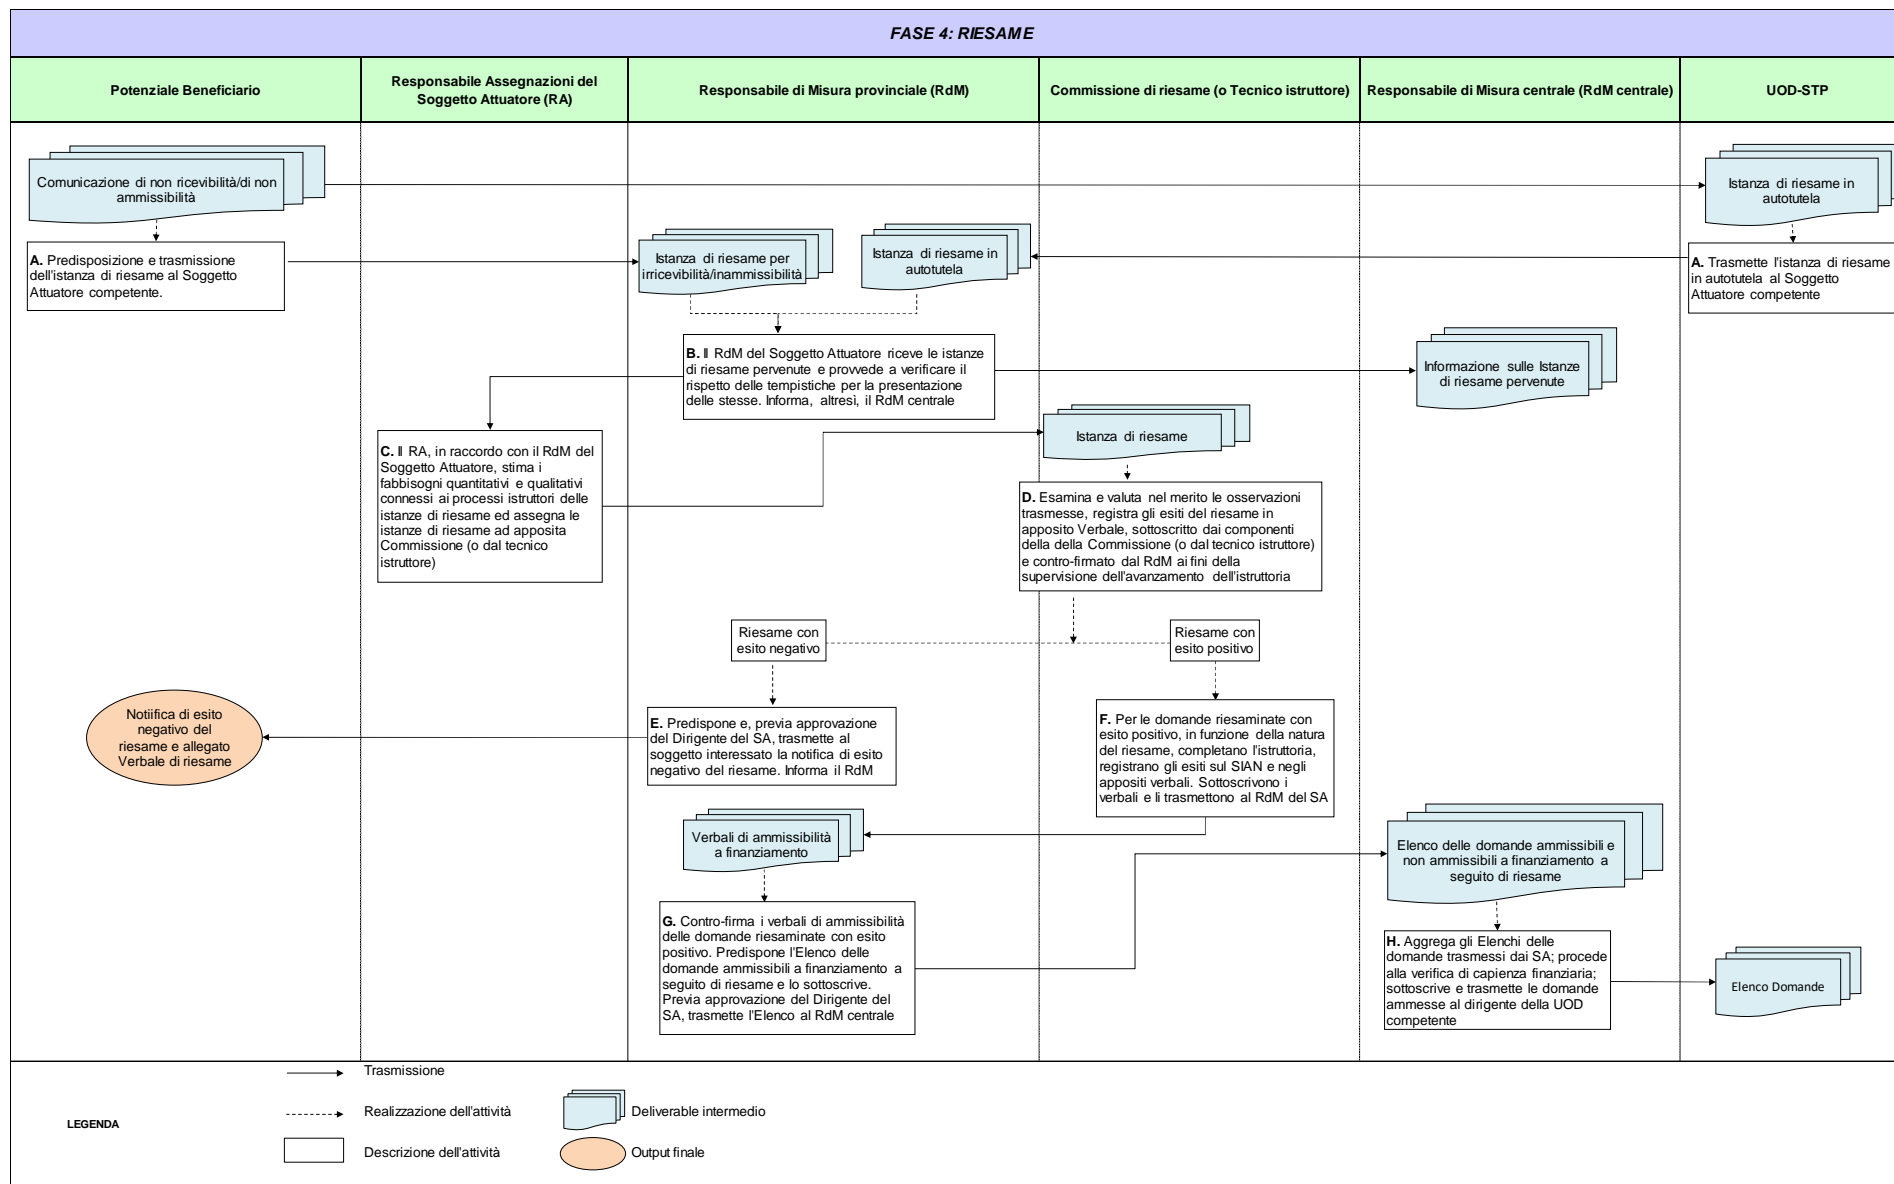 FASE 4: RIESAME
Potenziale Beneficiario
Responsabile Assegnazioni del
Soggetto Attuatore (RA)
Responsabile di Misura provinciale (RdM)
Commissione di riesame (o Tecnico istruttore)
Responsabile di Misura centrale (RdM centrale)
UOD-STP
Comunicazione di non ricevibilità/di non
ammissibilità
Istanza di riesame in
autotutela
A. Predisposizione e trasmissione
dell'istanza di riesame al Soggetto
Attuatore competente.
Istanza di riesame per
irricevibilità/inammissibilità
Istanza di riesame in
autotutela
A. Trasmette l'istanza di riesame
in autotutela al Soggetto
Attuatore competente
B. Il RdM del Soggetto Attuatore riceve le istanze
di riesame pervenute e provvede a verificare il
rispetto delle tempistiche per la presentazione
delle stesse. Informa, altresì, il RdM centrale
Informazione sulle Istanze
di riesame pervenute
C. Il RA, in raccordo con il RdM del
Soggetto Attuatore, stima i
fabbisogni quantitativi e qualitativi
connessi ai processi istruttori delle
istanze di riesame ed assegna le
istanze di riesame ad apposita
Commissione (o dal tecnico
istruttore)
Istanza di riesame
D. Esamina e valuta nel merito le osservazioni
trasmesse, registra gli esiti del riesame in
apposito Verbale, sottoscritto dai componenti
della della Commissione (o dal tecnico istruttore)
e contro-firmato dal RdM ai fini della
supervisione dell'avanzamento dell'istruttoria
Riesame con
esito negativo
Riesame con
esito positivo
Notiifica di esito
negativo del
riesame e allegato
Verbale di riesame
E. Predispone e, previa approvazione
del Dirigente del SA, trasmette al
soggetto interessato la notifica di esito
negativo del riesame. Informa il RdM
F. Per le domande riesaminate con
esito positivo, in funzione della natura
del riesame, completano l'istruttoria,
registrano gli esiti sul SIAN e negli
appositi verbali. Sottoscrivono i
verbali e li trasmettono al RdM del SA
Verbali di ammissibilità
a finanziamento
Elenco delle domande ammissibili e
non ammissibili a finanziamento a
seguito di riesame
G. Contro-firma i verbali di ammissibilità
delle domande riesaminate con esito
positivo. Predispone l'Elenco delle
domande ammissibili a finanziamento a
seguito di riesame e lo sottoscrive.
Previa approvazione del Dirigente del
SA, trasmette l'Elenco al RdM centrale
H. Aggrega gli Elenchi delle
domande trasmessi dai SA; procede
alla verifica di capienza finanziaria;
sottoscrive e trasmette le domande
ammesse al dirigente della UOD
competente
Elenco Domande
LEGENDA
Trasmissione
Realizzazione dell'attività
Deliverable intermedio
Descrizione dell'attività
Output finale